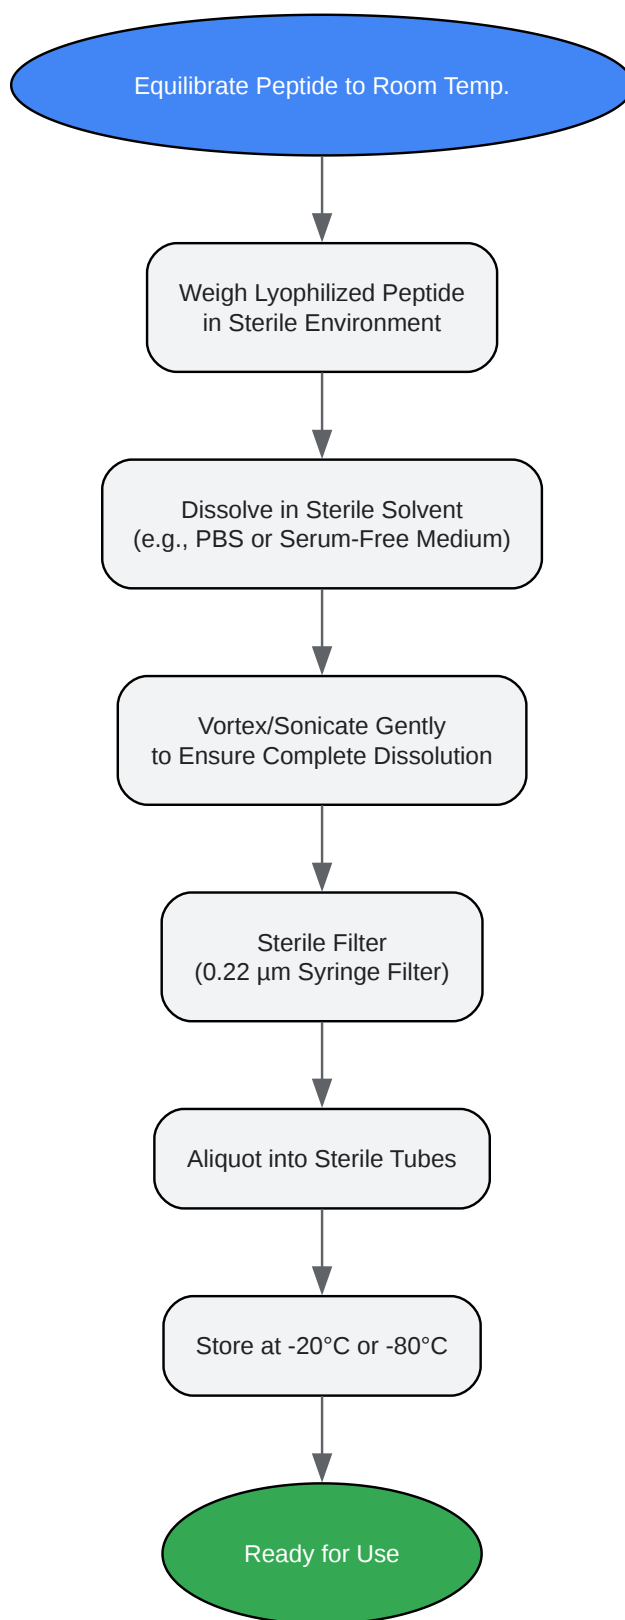 Equilibrate Peptide to Room Temp.
Weigh Lyophilized Peptide
in Sterile Environment
Dissolve in Sterile Solvent
(e.g., PBS or Serum-Free Medium)
Vortex/Sonicate Gently
to Ensure Complete Dissolution
Sterile Filter
(0.22 µm Syringe Filter)
Aliquot into Sterile Tubes
Store at -20°C or -80°C
Ready for Use